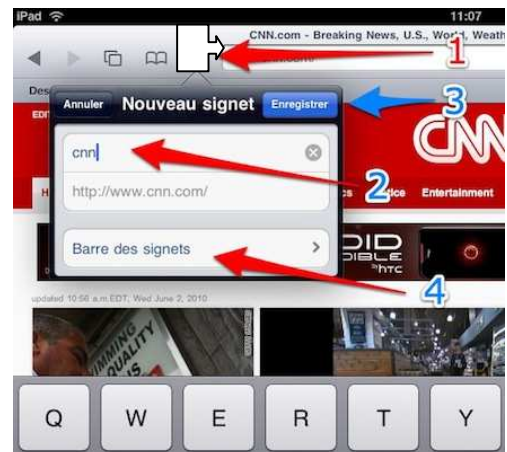 iPad 11:07
CNN.com - Breaking News, U.S., World, Weath
1
Annuler Nouveau signet Enregistrer
3
cnn
CNN
2
http://www.cnn.com/
Entertainment
Barre des signets
htc
4
updated 10:56 a.m. EDT, Wed June 2, 2010
Q W E R T Y